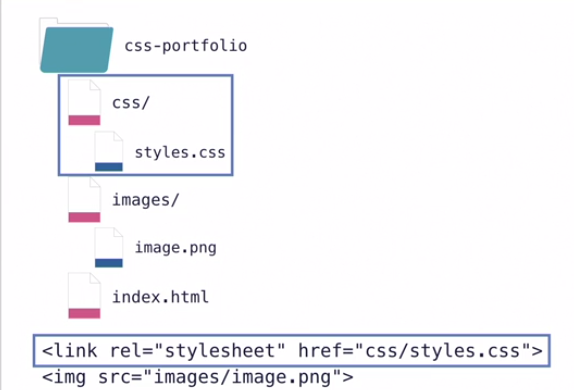 css-portfolio
css/
styles.css
images/
image.png
index.html
<link rel="stylesheet" href="css/styles.css">
<img src="images/image.png">